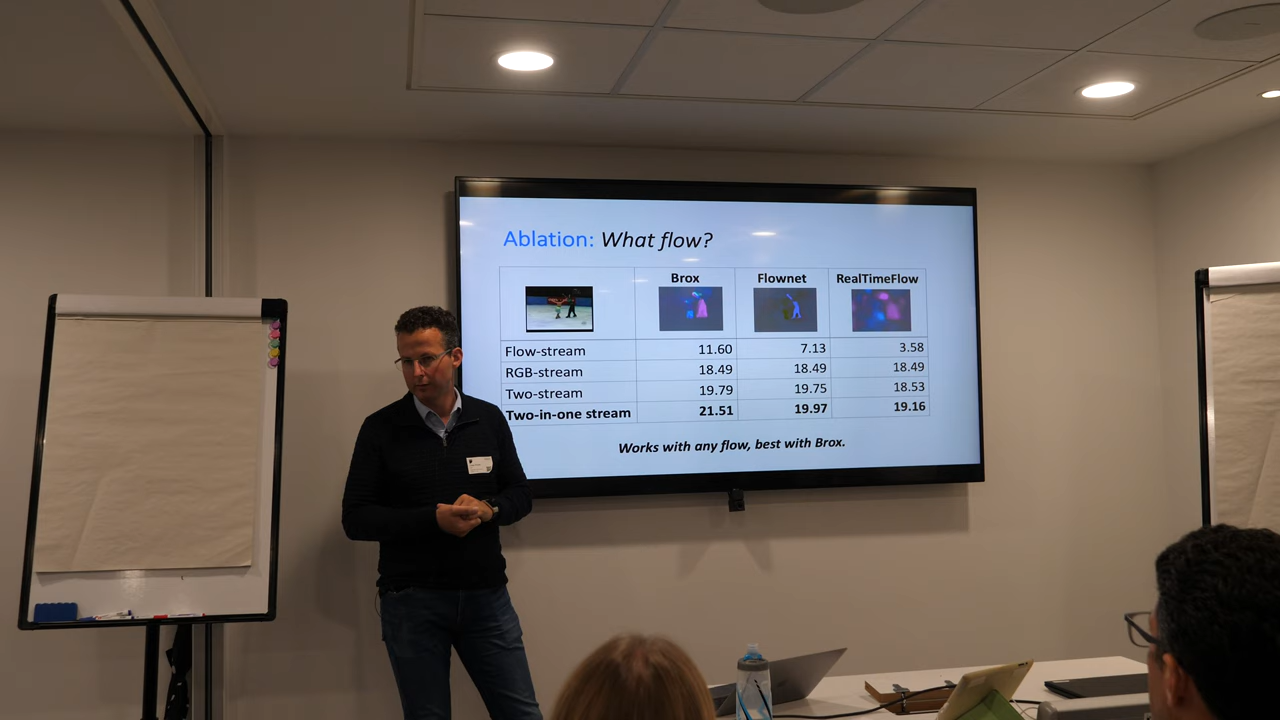 Ablation: What flow?
Brox Flownet RealTimeFlow
Flow-stream 11.60 7.13 3.58
RGB-stream 18.49 18.49 18.49
Two-stream 19.79 19.75 18.53
Two-in-one stream 21.51 19.97 19.16
Works with any flow, best with Brox.